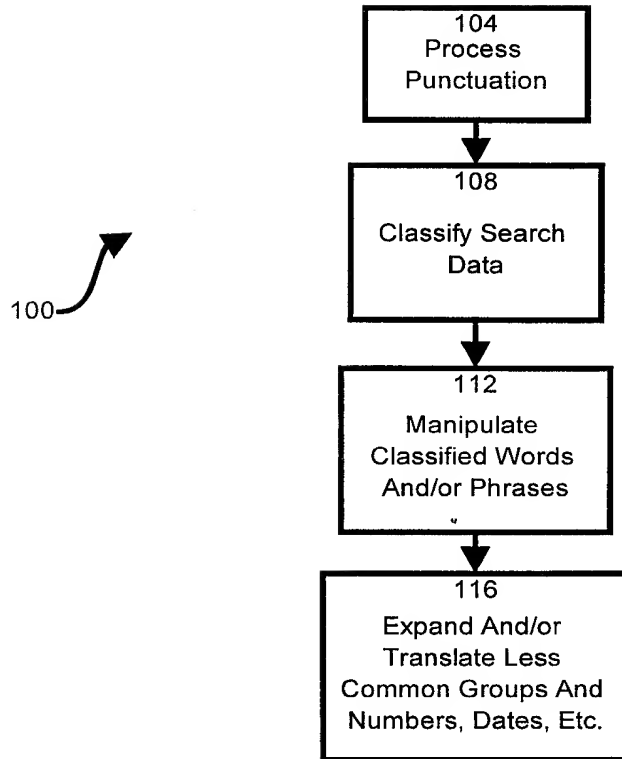 104
Process
Punctuation
108
Classify Search
Data
100
112
Manipulate
Classified Words
And/or Phrases
116
Expand And/or
Translate Less
Common Groups And
Numbers, Dates, Etc.